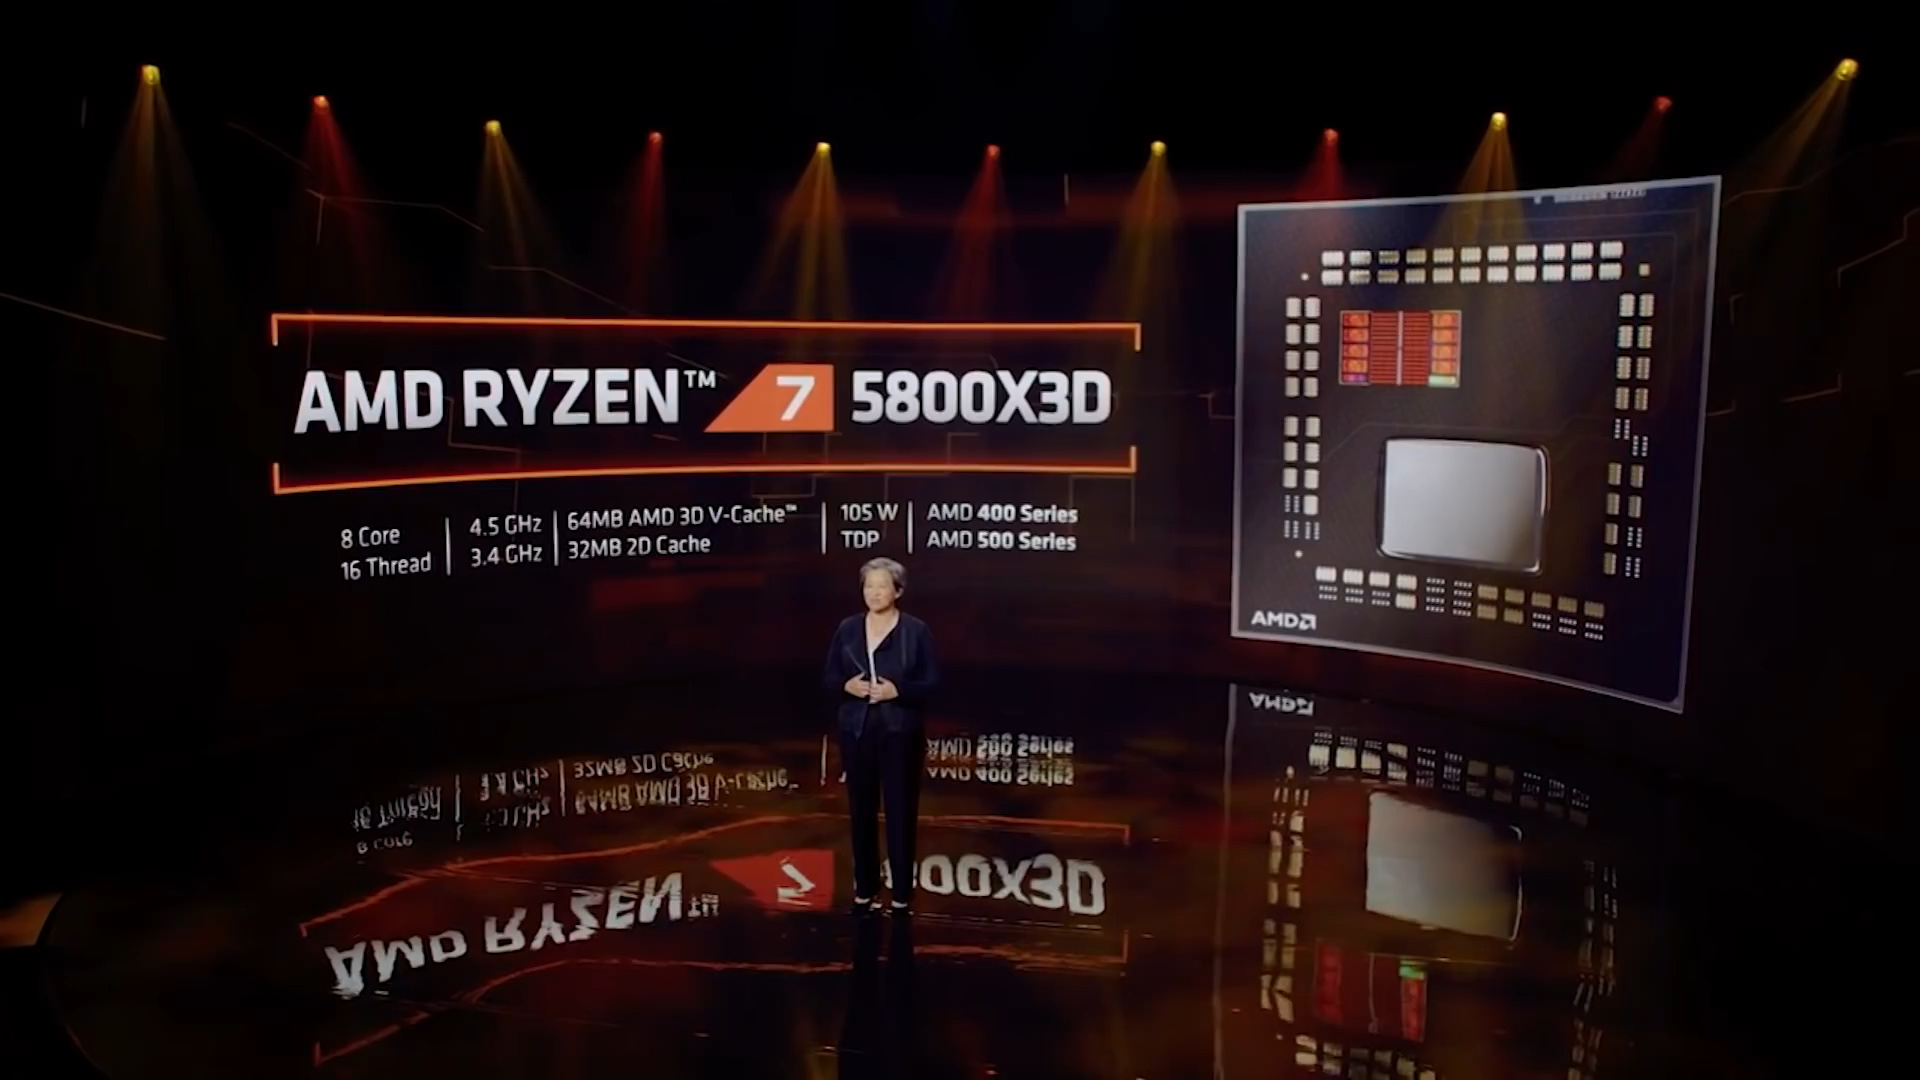 AMD RYZEN™ 7 5800X3D
8 Core
16 Thread
4.5 GHz
3.4 GHz
64MB AMD 3D V-Cache™
32MB 2D Cache
105 W
TDP
AMD 400 Series
AMD 500 Series
AMD